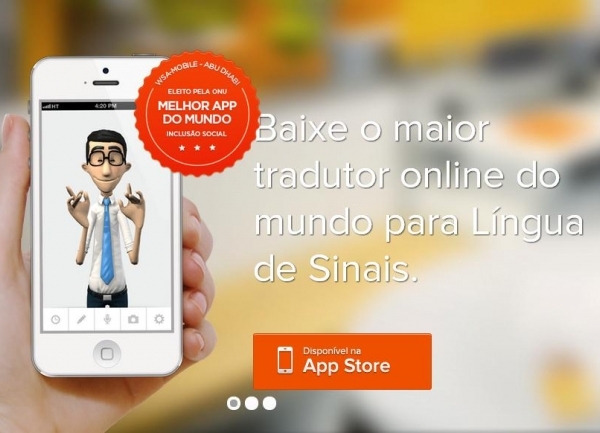 HT 4:20 PM
WSA-MOBILE - ABU DHABI
ELEITO PELA ONU
MELHOR APP
DO MUNDO
INCLUSÃO SOCIAL
Baixe o maior
tradutor online do
mundo para Língua
de Sinais.
Disponível na
App Store